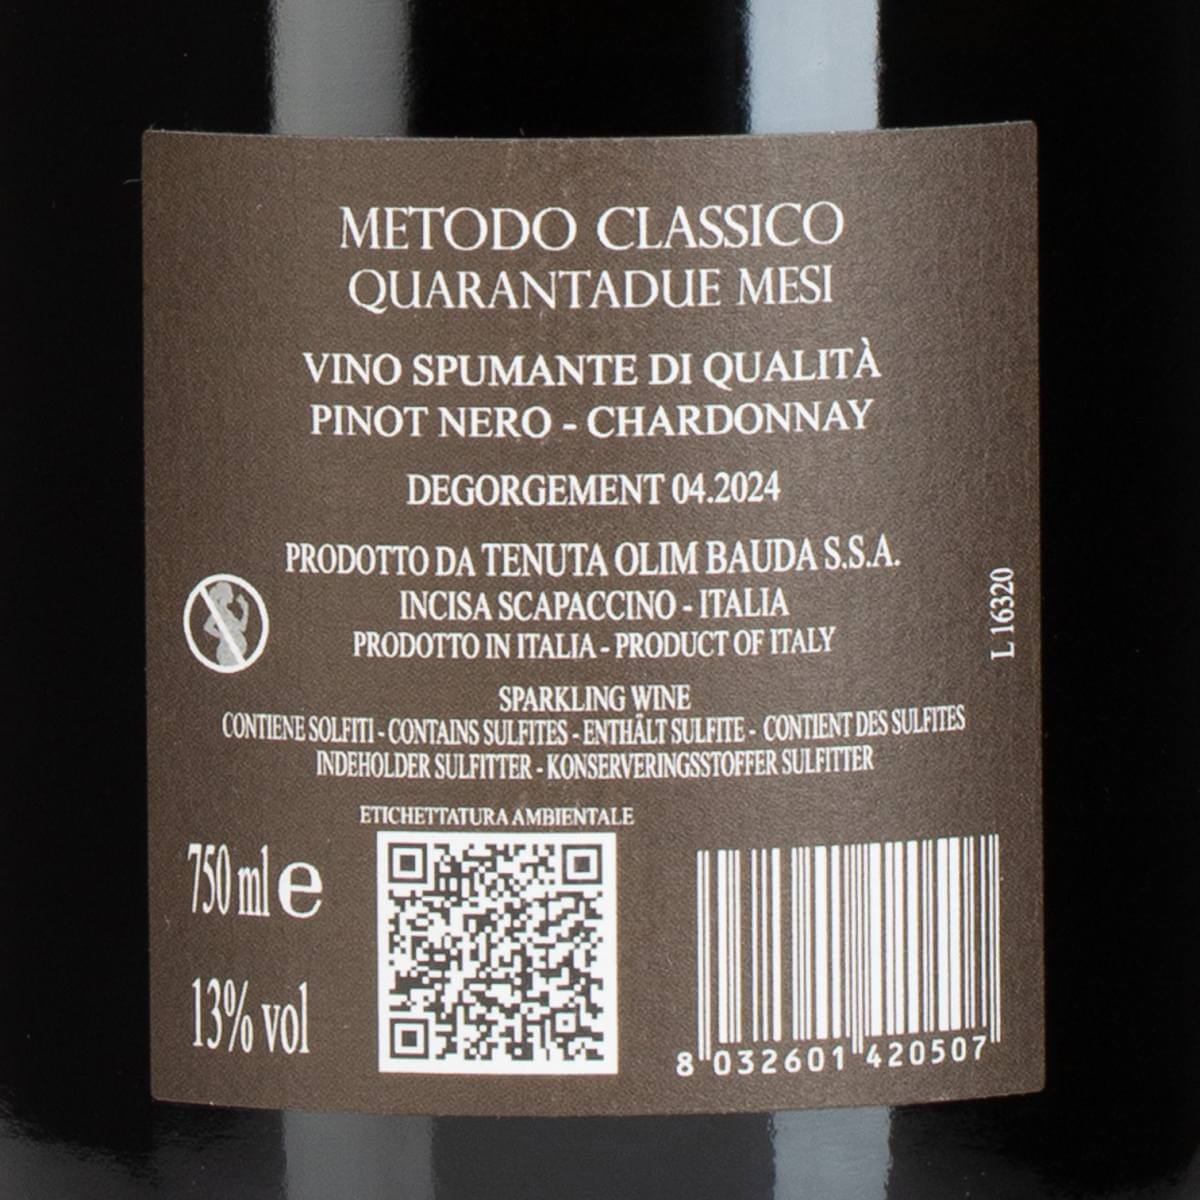 METODO CLASSICO
QUARANTADUE MESI
VINO SPUMANTE DI QUALITÀ
PINOT NERO - CHARDONNAY
DEGORGEMENT 04.2024
PRODOTTO DA TENUTA OLIM BAUDA S.S.A.
INCISA SCAPACCINO - ITALIA
PRODOTTO IN ITALIA - PRODUCT OF ITALY
L 16320
SPARKLING WINE
CONTIENE SOLFITI - CONTAINS SULFITES - ENTHÄLT SULFITE - CONTIENT DES SULFITES
INDEHOLDER SULFITTER - KONSERVERINGSSTOFFER SULFITTER
ETICHETTATURA AMBIENTALE
750 ml e
13% vol
8 032601 420507